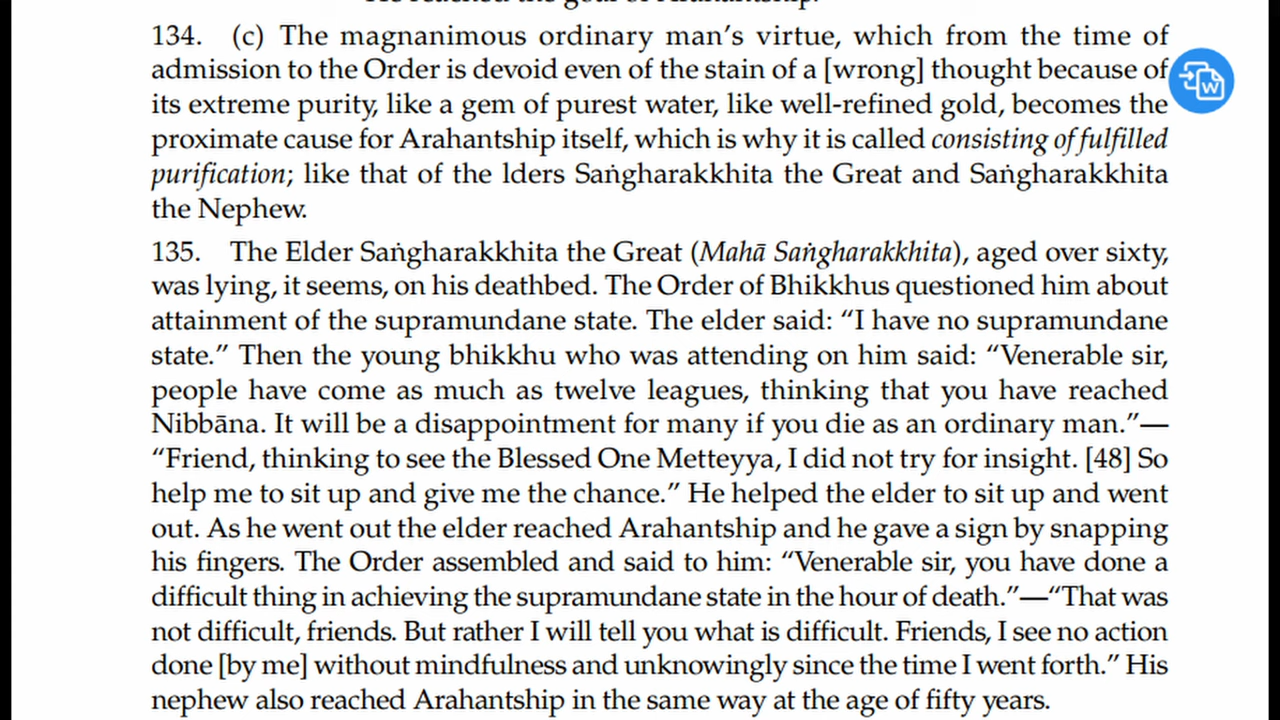 He reached the goal of Arahantship.
134. (c) The magnanimous ordinary man's virtue, which from the time of
admission to the Order is devoid even of the stain of a [wrong] thought because of
its extreme purity, like a gem of purest water, like well-refined gold, becomes the
proximate cause for Arahantship itself, which is why it is called consisting of fulfilled
purification; like that of the lders Saṅgharakkhita the Great and Saṅgharakkhita
the Nephew.
135. The Elder Saṅgharakkhita the Great (Mahā Saṅgharakkhita), aged over sixty,
was lying, it seems, on his deathbed. The Order of Bhikkhus questioned him about
attainment of the supramundane state. The elder said: “I have no supramundane
state.” Then the young bhikkhu who was attending on him said: “Venerable sir,
people have come as much as twelve leagues, thinking that you have reached
Nibbāna. It will be a disappointment for many if you die as an ordinary man.”—
“Friend, thinking to see the Blessed One Metteyya, I did not try for insight. [48] So
help me to sit up and give me the chance.” He helped the elder to sit up and went
out. As he went out the elder reached Arahantship and he gave a sign by snapping
his fingers. The Order assembled and said to him: “Venerable sir, you have done a
difficult thing in achieving the supramundane state in the hour of death.”—“That was
not difficult, friends. But rather I will tell you what is difficult. Friends, I see no action
done [by me] without mindfulness and unknowingly since the time I went forth.” His
nephew also reached Arahantship in the same way at the age of fifty years.
W